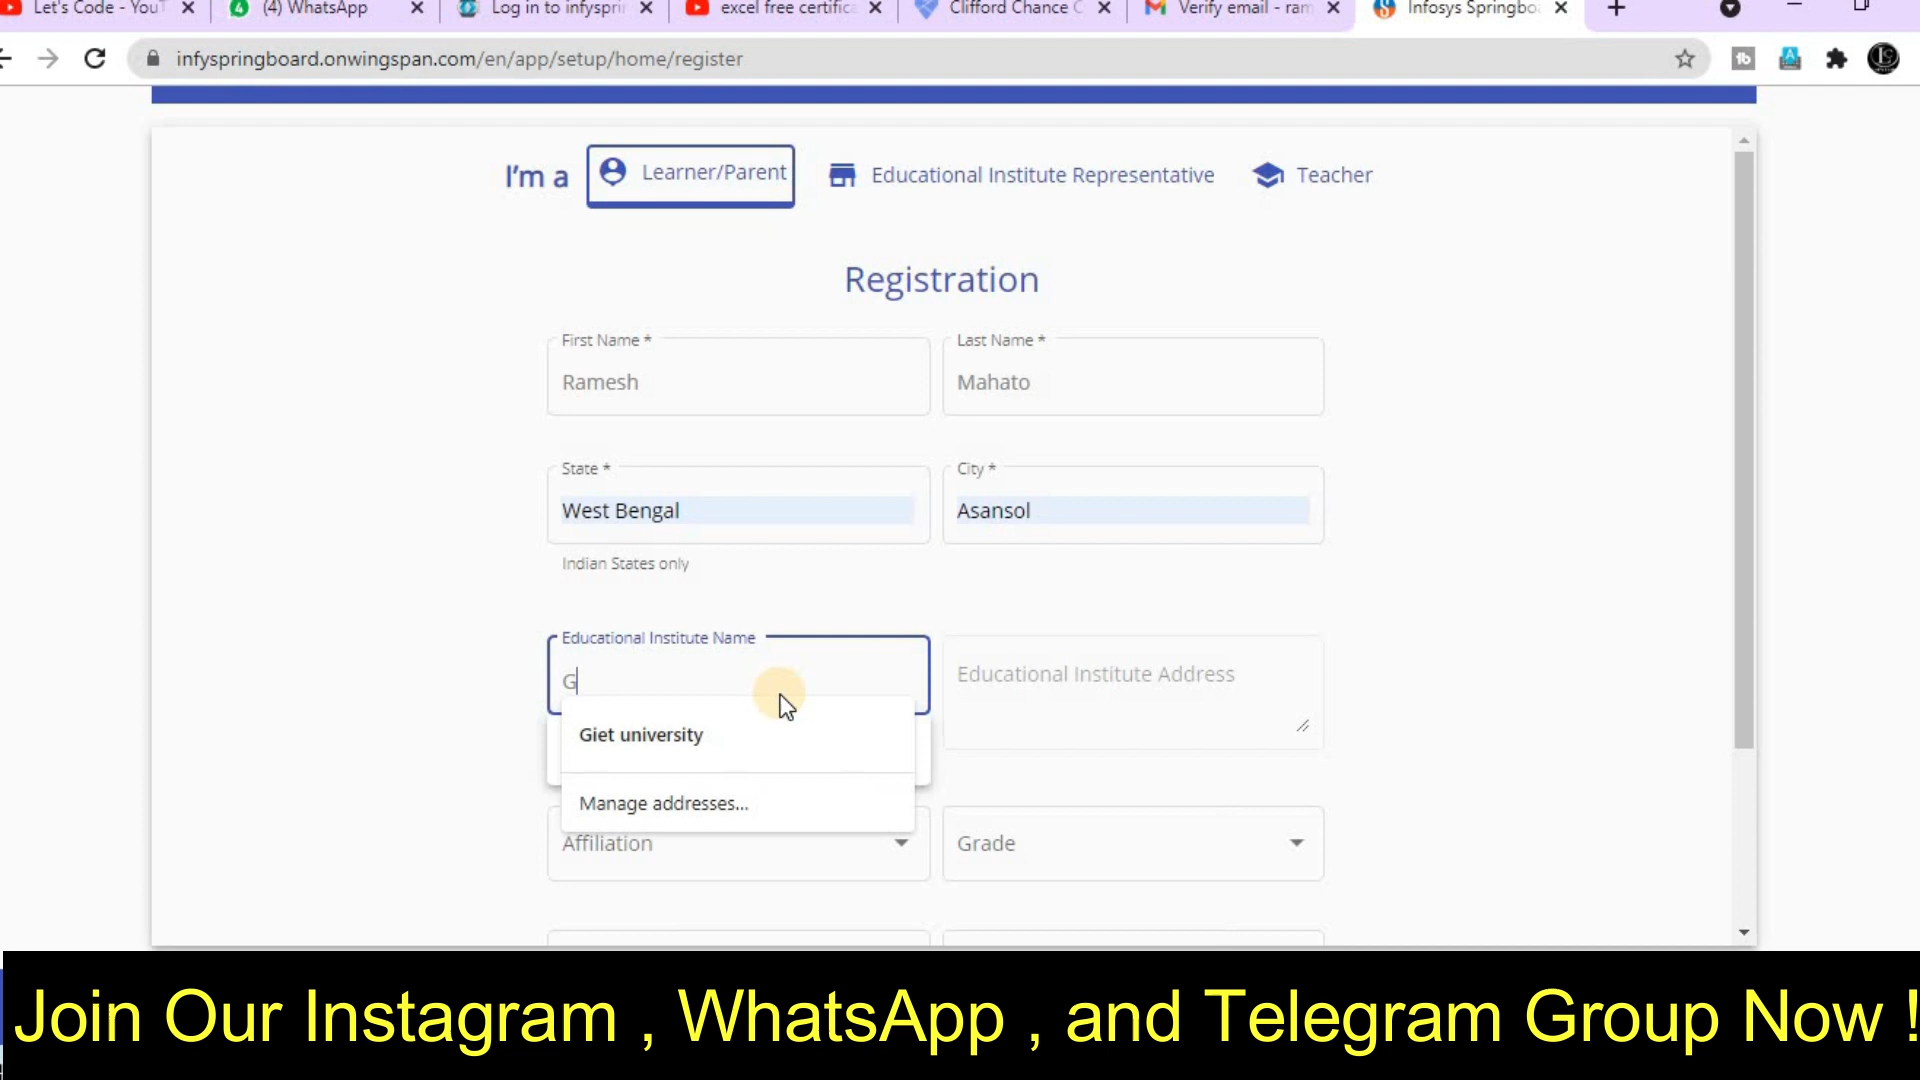 Let's Code - YouT
(4) WhatsApp
Log in to infyspri
excel free certifica
Clifford Chance C
Verify email - ram
Infosys Springboa
infyspringboard.onwingspan.com/en/app/setup/home/register
I'm a
Learner/Parent
Educational Institute Representative
Teacher
Registration
First Name *
Last Name *
Ramesh
Mahato
State *
City *
West Bengal
Asansol
Indian States only
Educational Institute Name
G
Educational Institute Address
Giet university
Manage addresses...
Affiliation
Grade
Join Our Instagram , WhatsApp , and Telegram Group Now !